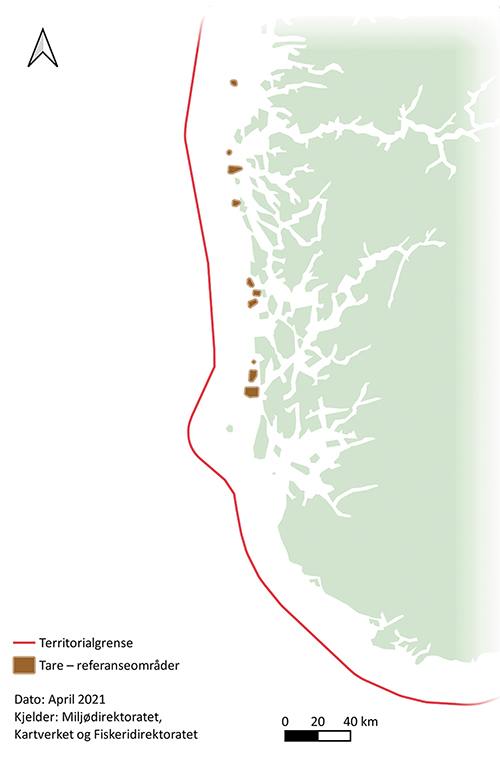 Territorialgrense
Tare – referanseområder
Dato: April 2021
Kjelder: Miljødirektoratet,
Kartverket og Fiskeridirektoratet
0 20 40 km